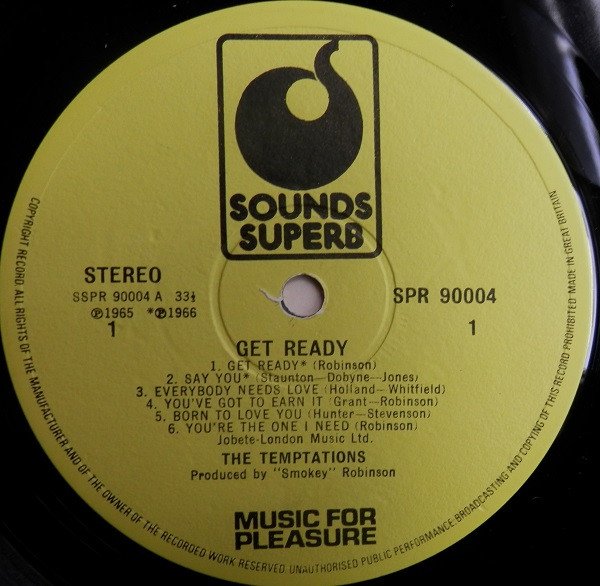 SOUNDS
SUPERB
STEREO
SSPR 90004 A 33⅓
℗1965 *℗1966
1
SPR 90004
1
GET READY
1. GET READY* (Robinson)
2. SAY YOU* (Staunton—Dobyne—Jones)
3. EVERYBODY NEEDS LOVE (Holland—Whitfield)
4. YOU'VE GOT TO EARN IT (Grant—Robinson)
5. BORN TO LOVE YOU (Hunter—Stevenson)
6. YOU'RE THE ONE I NEED (Robinson)
Jobete-London Music Ltd.
THE TEMPTATIONS
Produced by "Smokey" Robinson
MUSIC FOR
PLEASURE
COPYRIGHT RECORD. ALL RIGHTS OF THE MANUFACTURER AND OF THE OWNER OF THE RECORDED WORK RESERVED. UNAUTHORISED PUBLIC PERFORMANCE, BROADCASTING AND COPYING OF THIS RECORD PROHIBITED. MADE IN GREAT BRITAIN